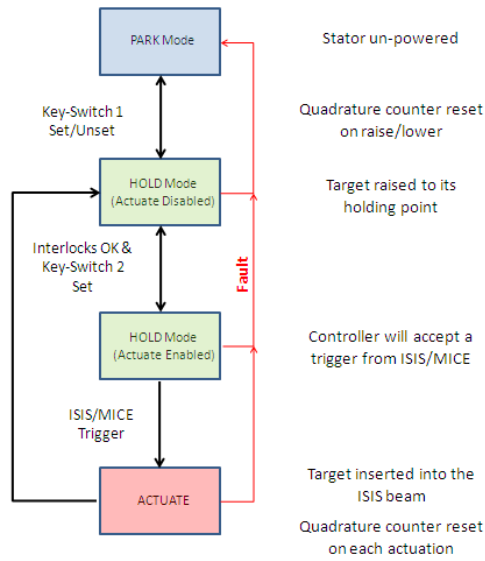 PARK Mode
Stator un-powered
Key-Switch 1
Set/Unset
Quadrature counter reset
on raise/lower
HOLD Mode
(Actuate Disabled)
Target raised to its
holding point
Interlocks OK &
Key-Switch 2
Set
Fault
HOLD Mode
(Actuate Enabled)
Controller will accept a
trigger from ISIS/MICE
ISIS/MICE
Trigger
ACTUATE
Target inserted into the
ISIS beam
Quadrature counter reset
on each actuation